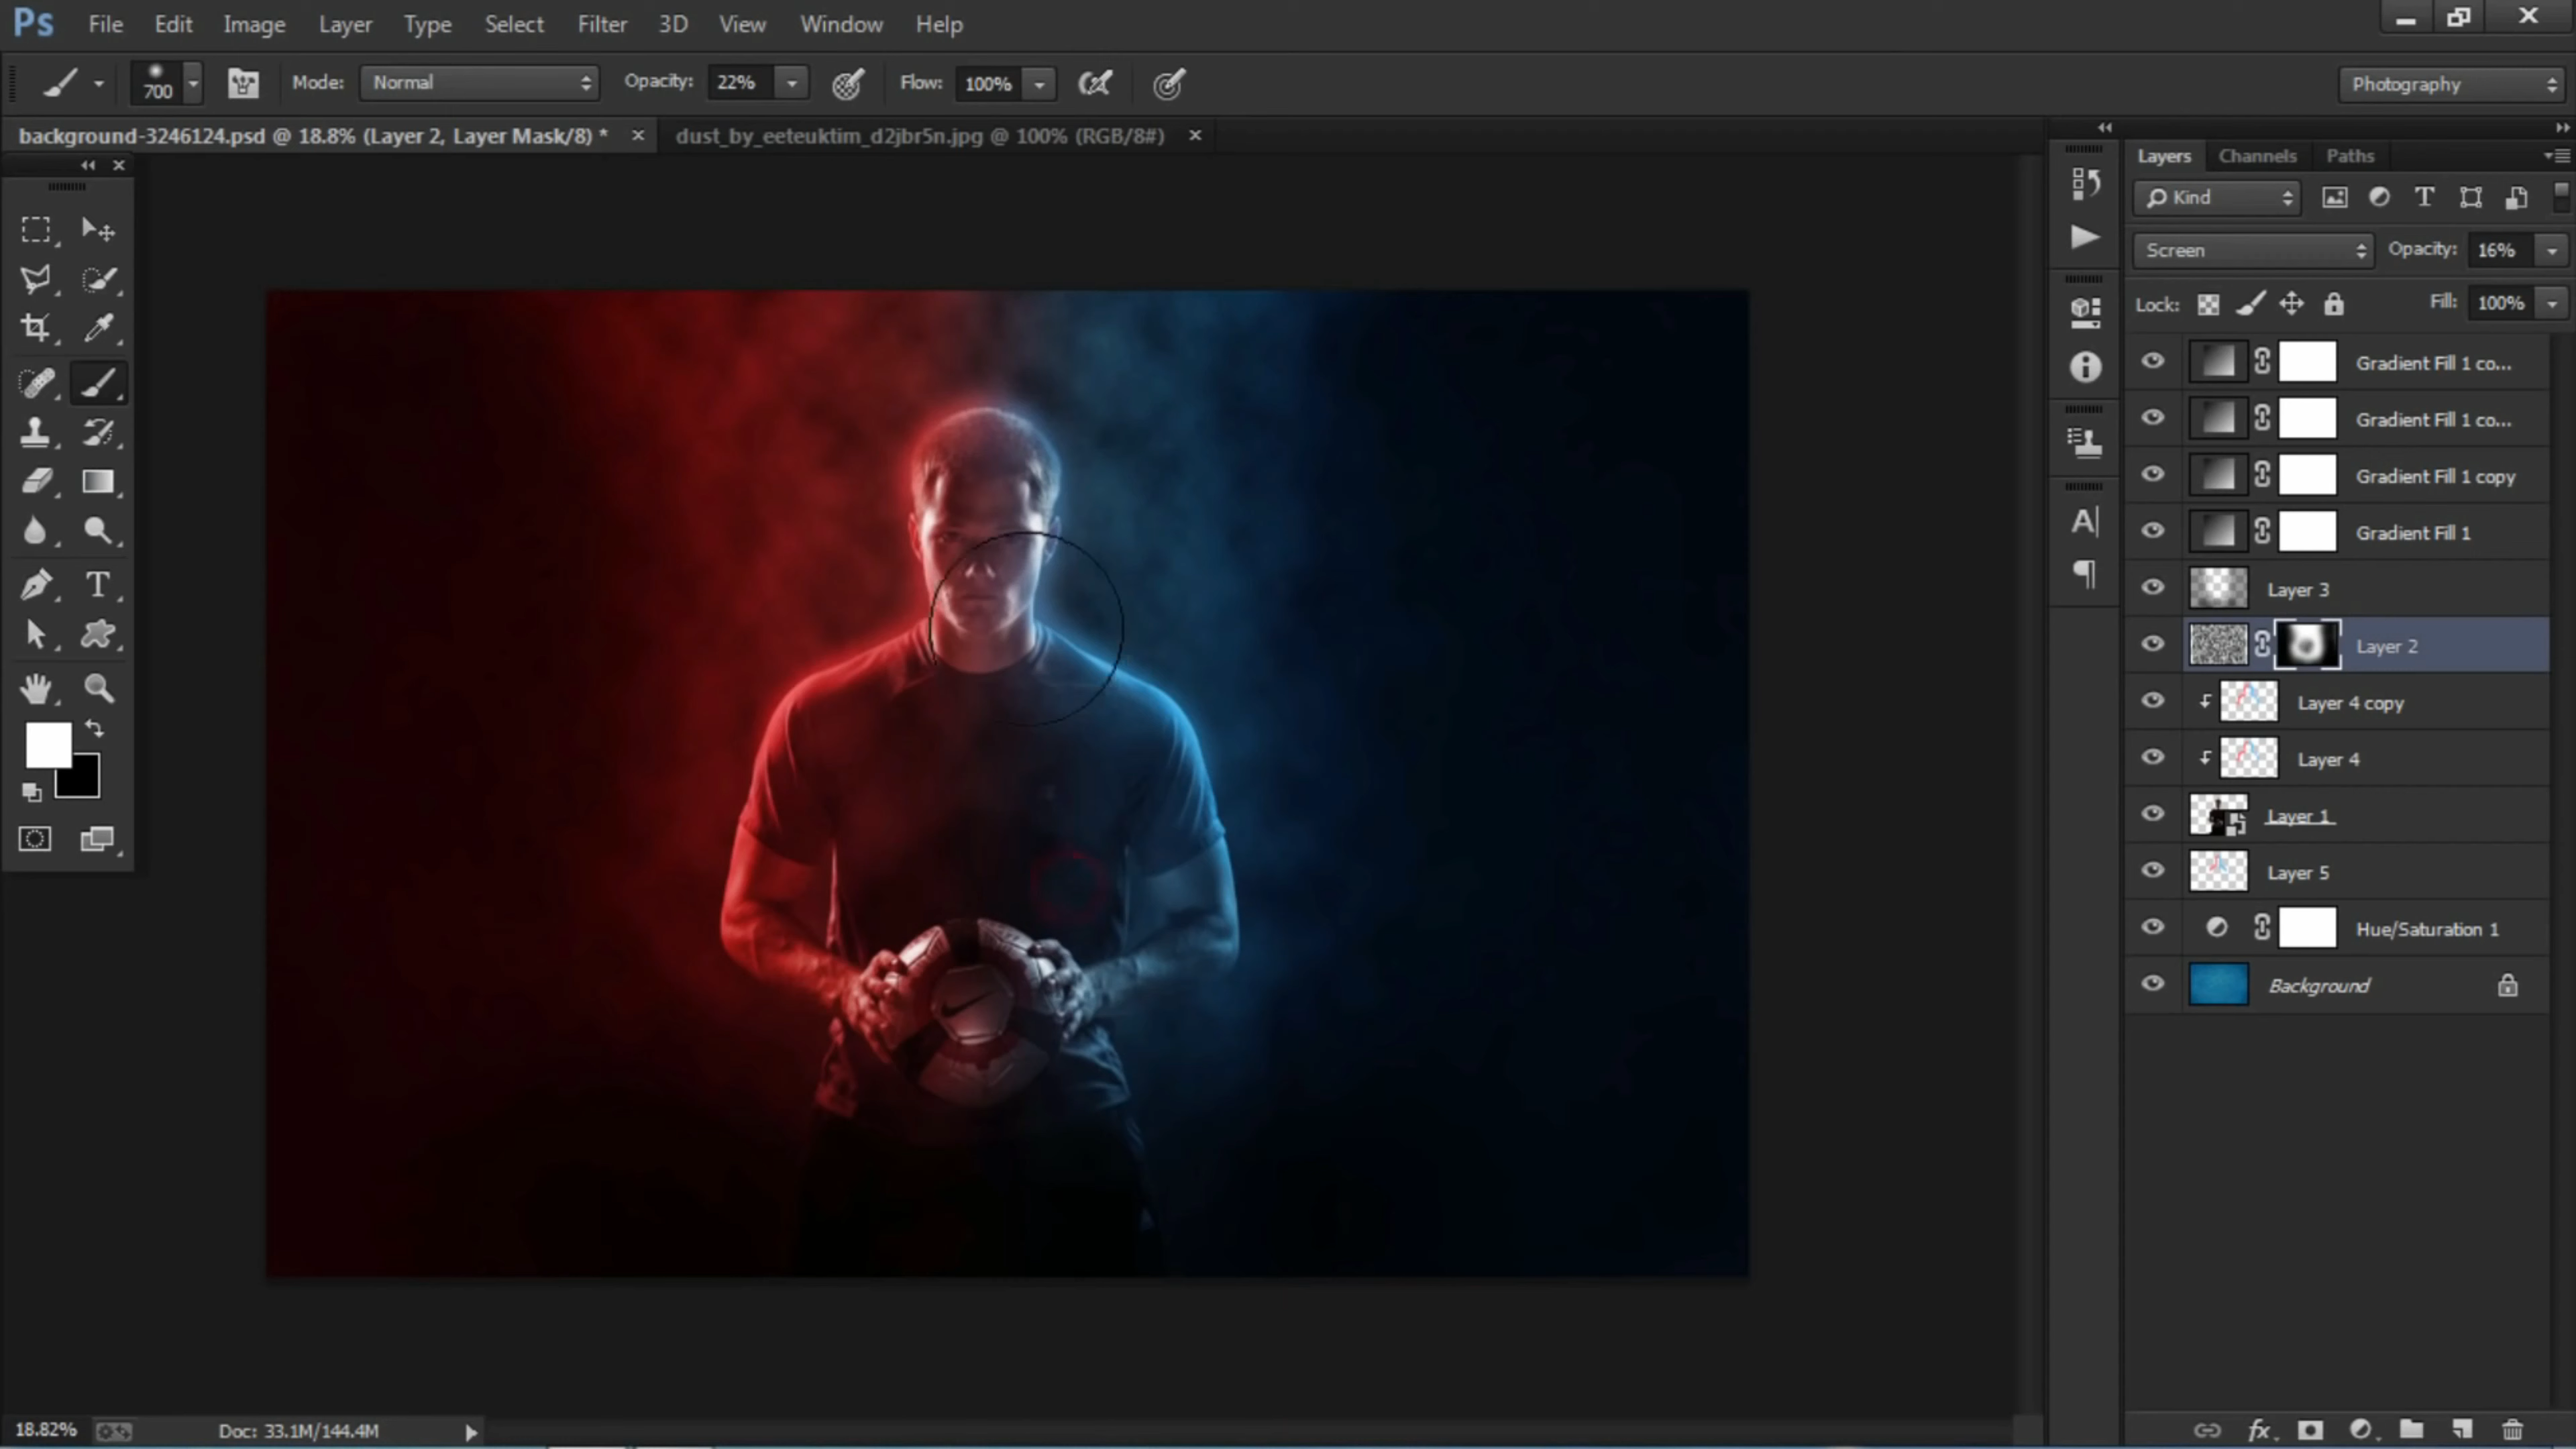 Ps File Edit Image Layer Type Select Filter 3D View Window Help
700 Mode: Normal Opacity: 22% Flow: 100% Photography
background-3246124.psd @ 18.8% (Layer 2, Layer Mask/8) * dust_by_eeteuktim_d2jbr5n.jpg @ 100% (RGB/8#)
Layers Channels Paths
Kind
Screen Opacity: 16%
Lock: Fill: 100%
Gradient Fill 1 co...
Gradient Fill 1 co...
Gradient Fill 1 copy
Gradient Fill 1
Layer 3
Layer 2
Layer 4 copy
Layer 4
Layer 1
Layer 5
Hue/Saturation 1
Background
18.82% Doc: 33.1M/144.4M